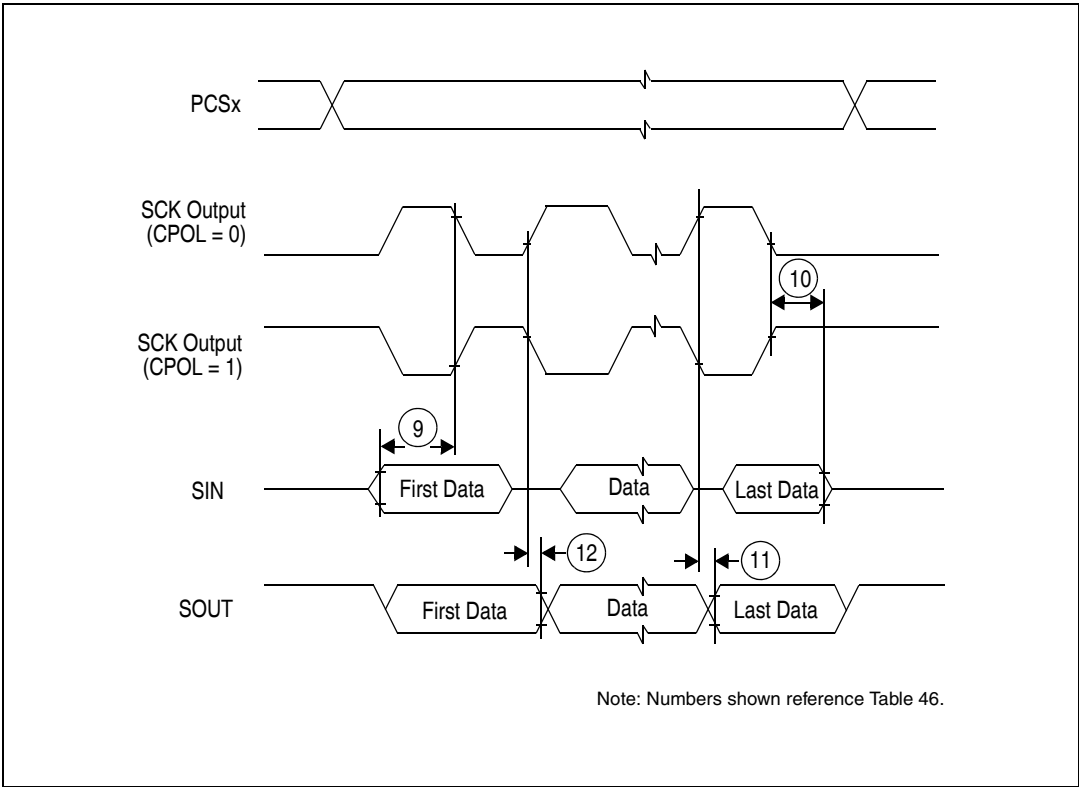 PCSx
SCK Output
(CPOL = 0)
10
SCK Output
(CPOL = 1)
9
SIN
First Data
Data
Last Data
12
11
SOUT
First Data
Data
Last Data
Note: Numbers shown reference Table 46.